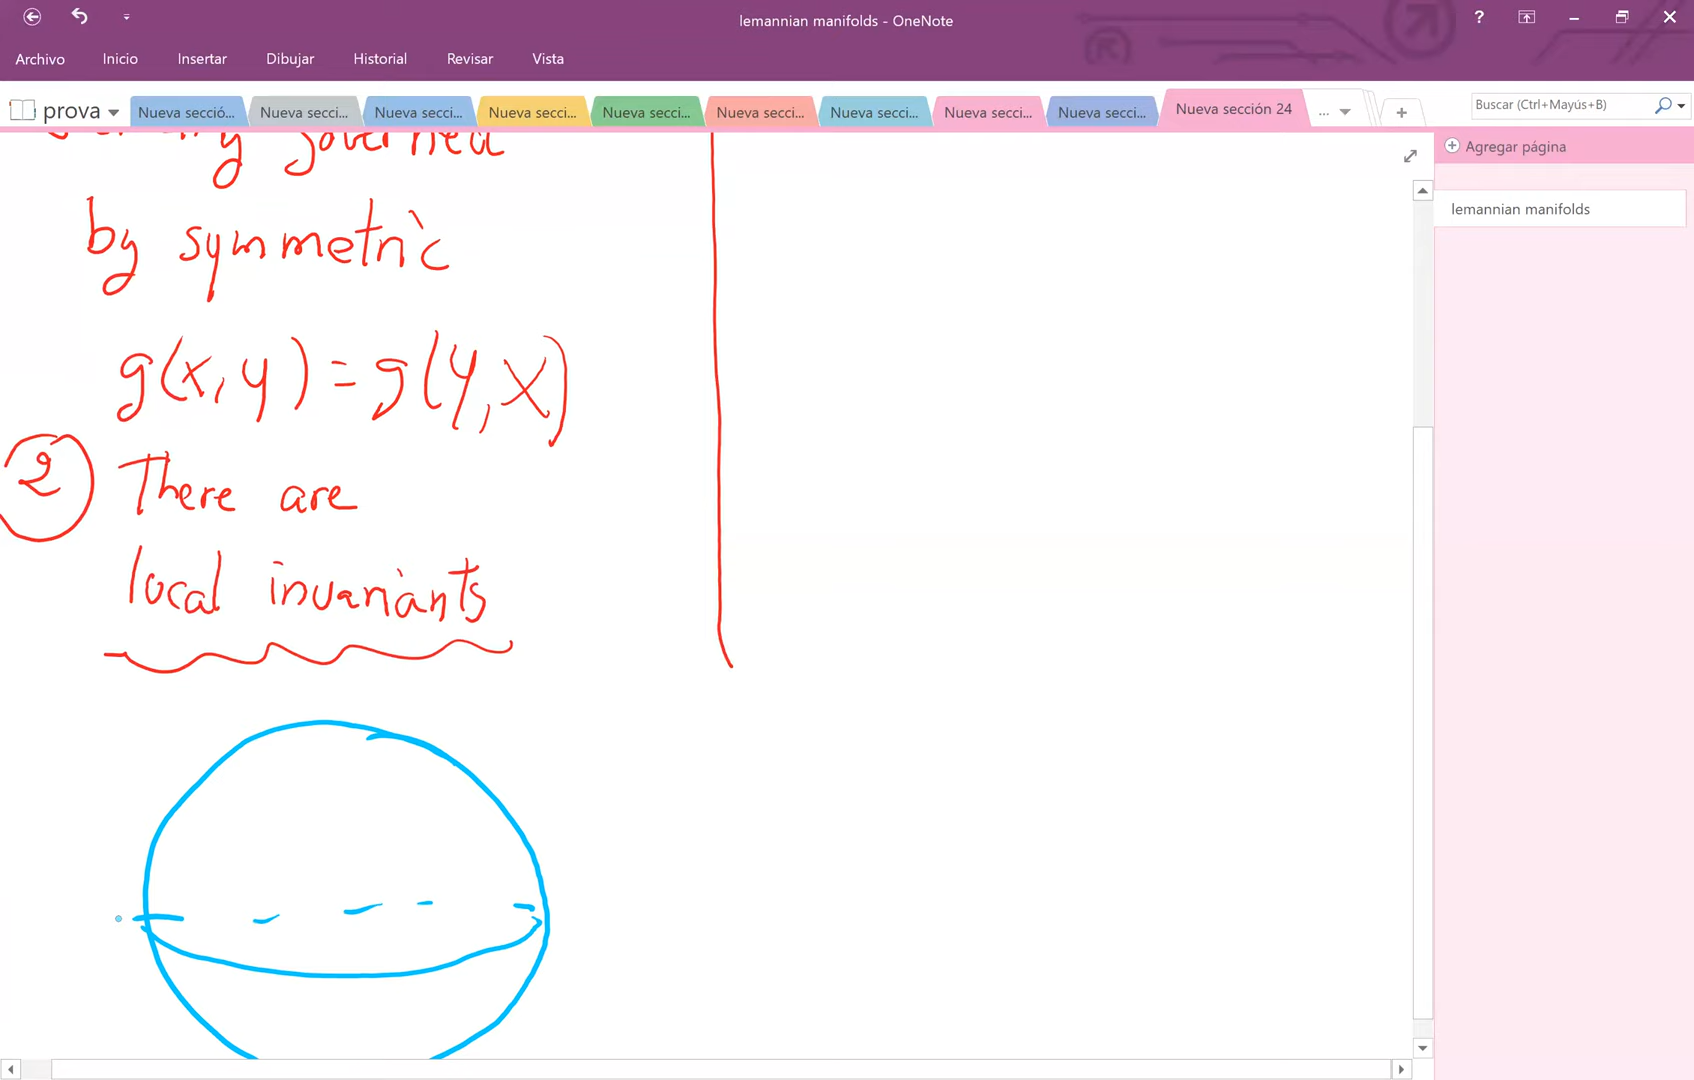 lemannian manifolds - OneNote
?
Archivo Inicio Insertar Dibujar Historial Revisar Vista
prova
Nueva secció...
Nueva secci...
Nueva secci...
Nueva secci...
Nueva secci...
Nueva secci...
Nueva secci...
Nueva secci...
Nueva secci...
Nueva sección 24
...
+
Buscar (Ctrl+Mayús+B)
Agregar página
lemannian manifolds
governed
by symmetric
g(x,y) = g(y,x)
2 There are
local invariants